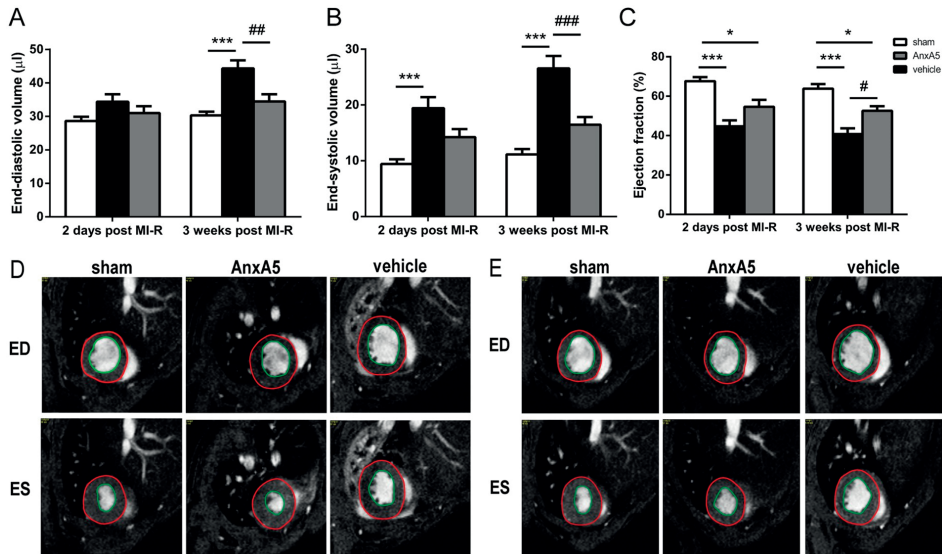 A
B
C
End-diastolic volume (µl)
50
40
30
20
10
0
***
##
2 days post MI-R
3 weeks post MI-R
End-systolic volume (µl)
30
20
10
0
***
***
###
2 days post MI-R
3 weeks post MI-R
Ejection fraction (%)
80
60
40
20
0
*
***
*
***
#
2 days post MI-R
3 weeks post MI-R
sham
AnxA5
vehicle
D
sham
AnxA5
vehicle
ED
ES
E
sham
AnxA5
vehicle
ED
ES